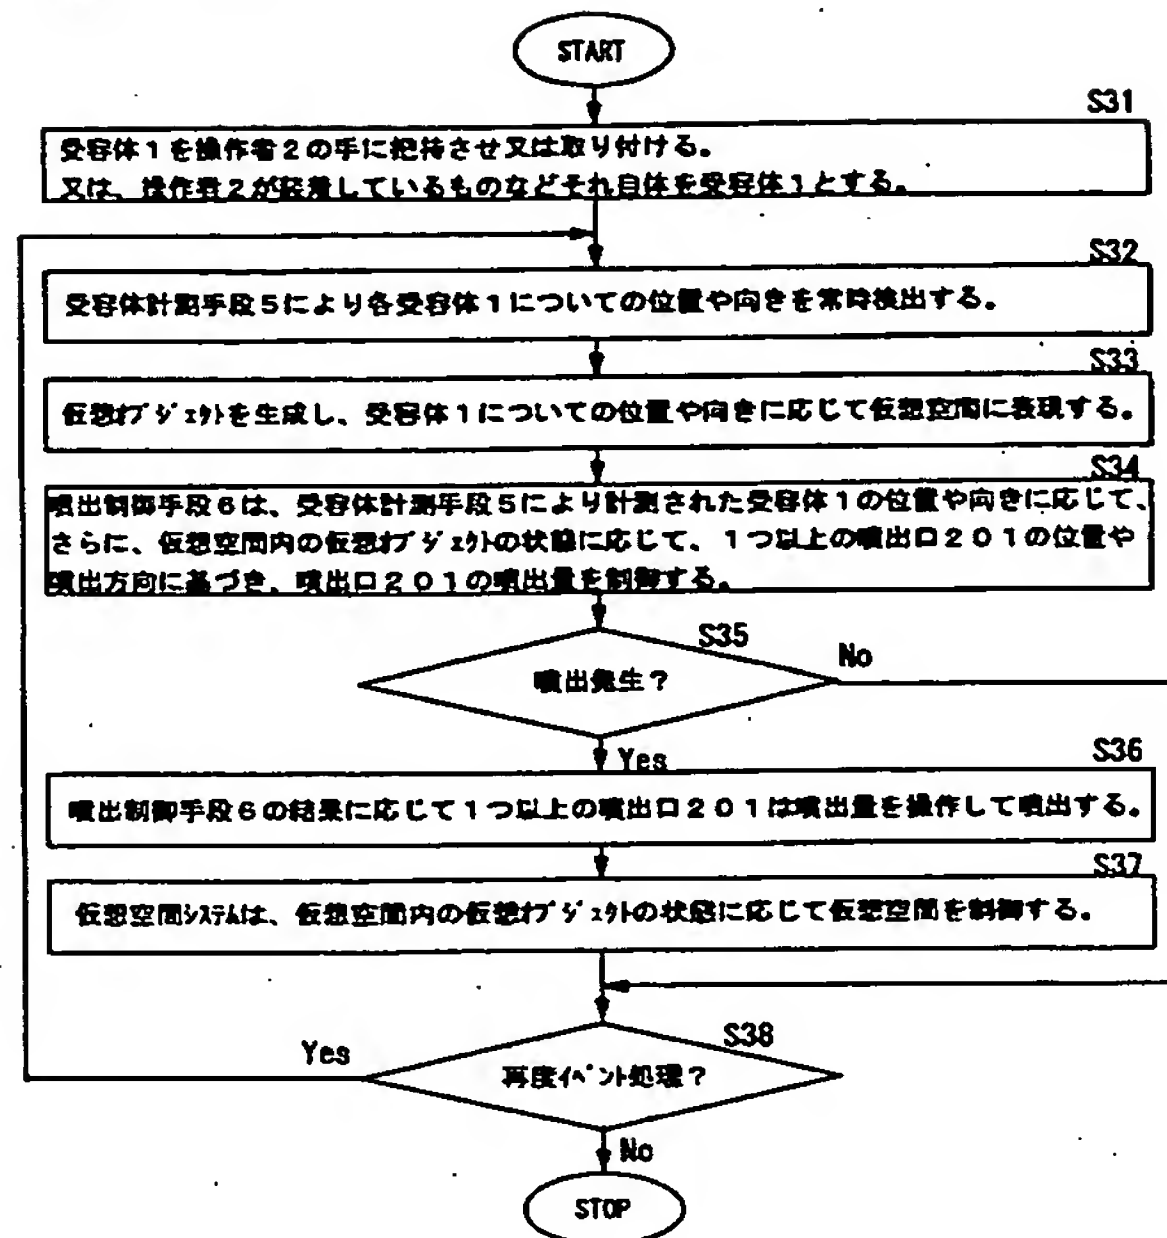 START
S31
受容体1を操作者2の手に把持させ又は取り付ける。
又は、操作者2が装着しているものなどそれ自体を受容体1とする。
S32
受容体計測手段5により各受容体1についての位置や向きを常時検出する。
S33
仮想オブジェクトを生成し、受容体1についての位置や向きに応じて仮想空間に表現する。
S34
噴出制御手段6は、受容体計測手段5により計測された受容体1の位置や向きに応じて、
さらに、仮想空間内の仮想オブジェクトの状態に応じて、1つ以上の噴出口201の位置や
噴出方向に基づき、噴出口201の噴出量を制御する。
S35
No
噴出発生?
Yes
S36
噴出制御手段6の結果に応じて1つ以上の噴出口201は噴出量を操作して噴出する。
S37
仮想空間システムは、仮想空間内の仮想オブジェクトの状態に応じて仮想空間を制御する。
S38
Yes
再度イベント処理?
No
STOP